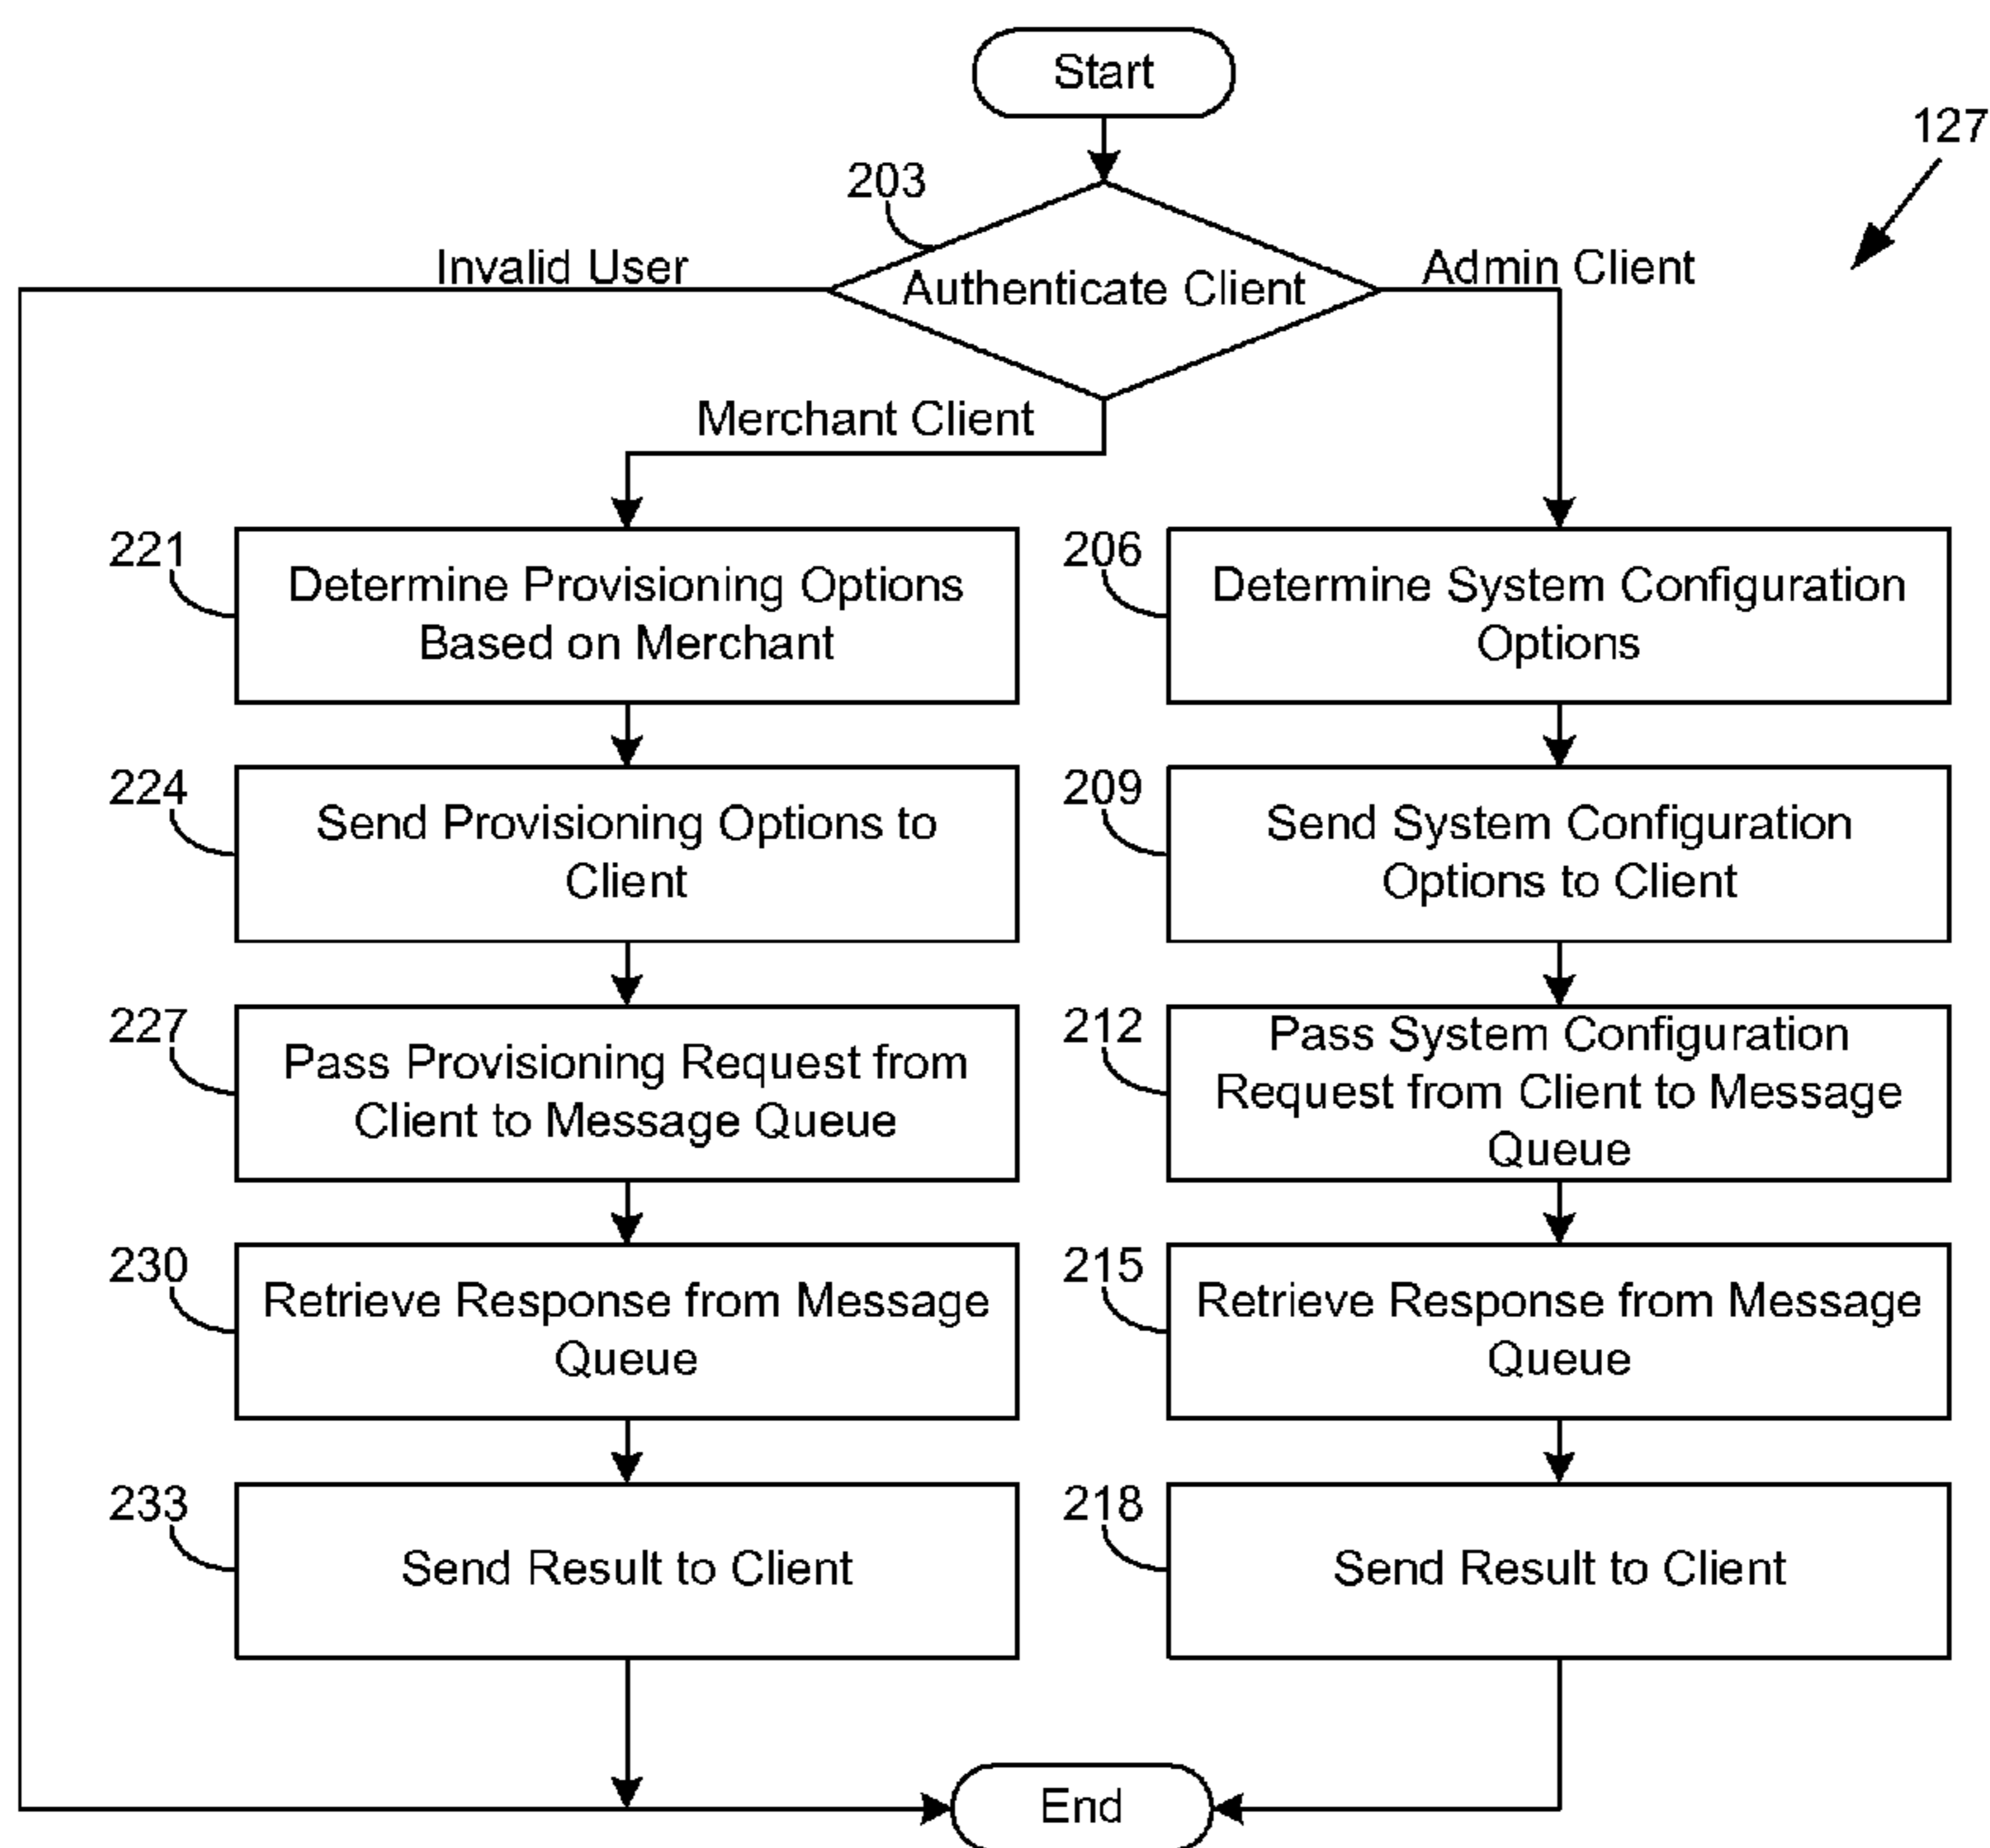 Start
127
203
Invalid User
Authenticate Client
Admin Client
Merchant Client
221
Determine Provisioning Options
Based on Merchant
224
Send Provisioning Options to
Client
227
Pass Provisioning Request from
Client to Message Queue
230
Retrieve Response from Message
Queue
233
Send Result to Client
206
Determine System Configuration
Options
209
Send System Configuration
Options to Client
212
Pass System Configuration
Request from Client to Message
Queue
215
Retrieve Response from Message
Queue
218
Send Result to Client
End